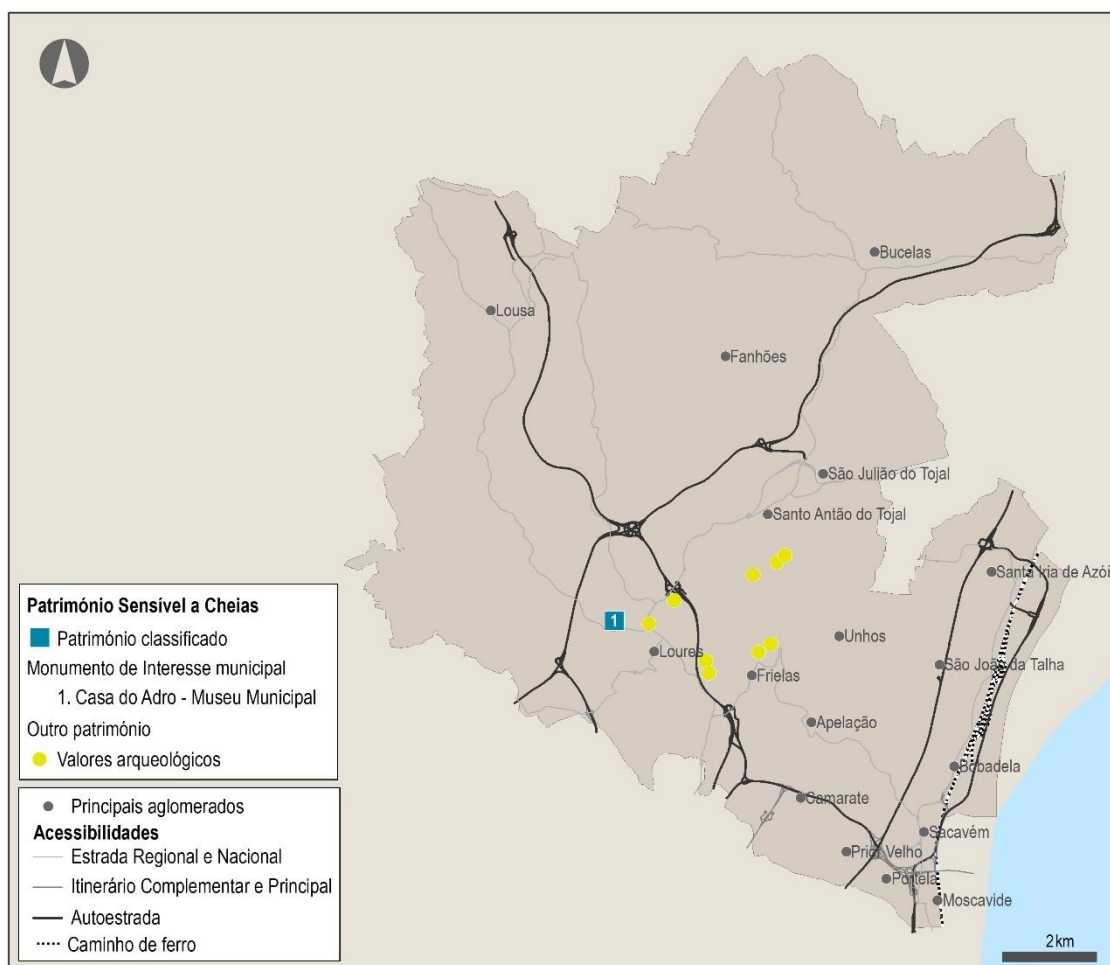 Bucelas
Lousa
Fanhões
São Julião do Tojal
Santo Antão do Tojal
Santa Iria de Azói
1
Unhos
Loures
São João da Talha
Frielas
Apelação
Bobadela
Samarate
Sacavém
Prior Velho
Portela
Moscavide
Património Sensível a Cheias
Património classificado
Monumento de Interesse municipal
1. Casa do Adro - Museu Municipal
Outro património
Valores arqueológicos
Principais aglomerados
Acessibilidades
Estrada Regional e Nacional
Itinerário Complementar e Principal
Autoestrada
Caminho de ferro
2 km